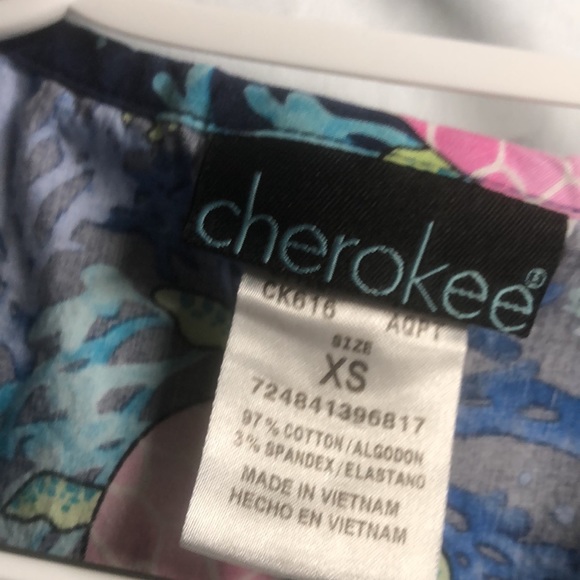 cherokee®
CK616 AQPT
SIZE
XS
724841396817
97% COTTON/ALGODON
3% SPANDEX/ELASTANO
MADE IN VIETNAM
HECHO EN VIETNAM